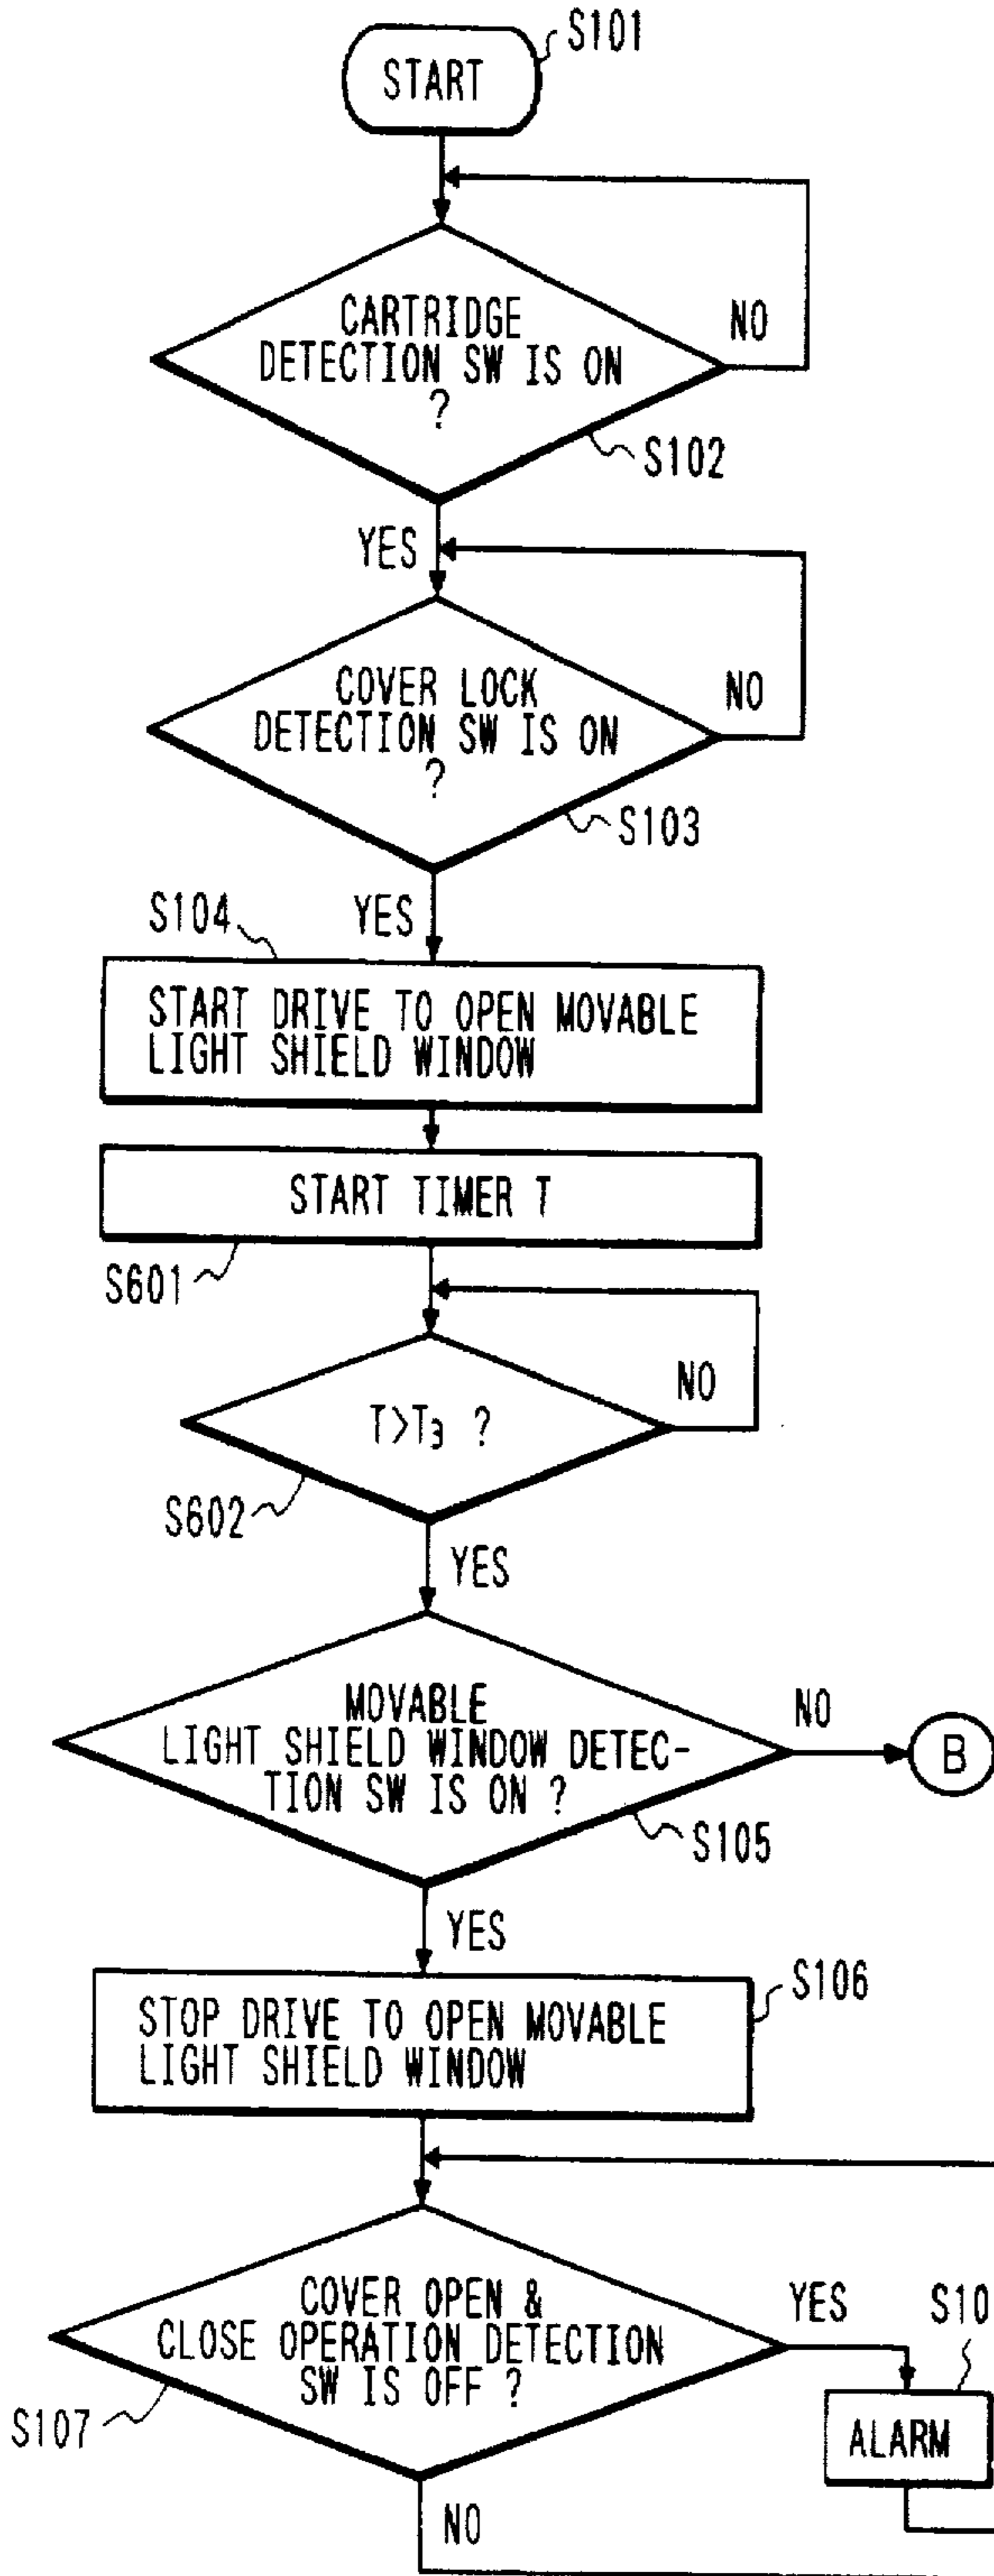 START
S101
CARTRIDGE
DETECTION SW IS ON
?
NO
S102
YES
COVER LOCK
DETECTION SW IS ON
?
NO
S103
YES
S104
START DRIVE TO OPEN MOVABLE
LIGHT SHIELD WINDOW
START TIMER T
S601
T>T3 ?
NO
S602
YES
MOVABLE
LIGHT SHIELD WINDOW DETEC-
TION SW IS ON ?
NO
B
S105
YES
S106
STOP DRIVE TO OPEN MOVABLE
LIGHT SHIELD WINDOW
COVER OPEN &
CLOSE OPERATION DETECTION
SW IS OFF ?
YES
S10
S107
ALARM
NO